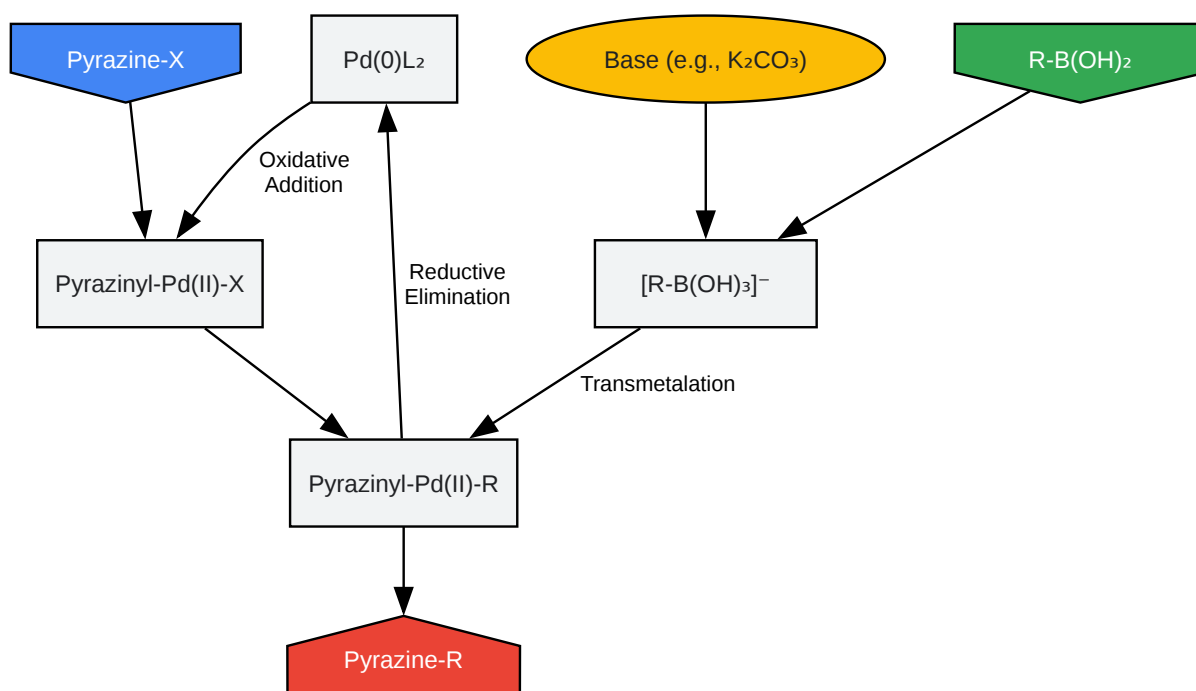 Pyrazine-X
Pd(0)L₂
Base (e.g., K₂CO₃)
R-B(OH)₂
Oxidative
Addition
Pyrazinyl-Pd(II)-X
Reductive
Elimination
[R-B(OH)₃]⁻
Transmetalation
Pyrazinyl-Pd(II)-R
Pyrazine-R